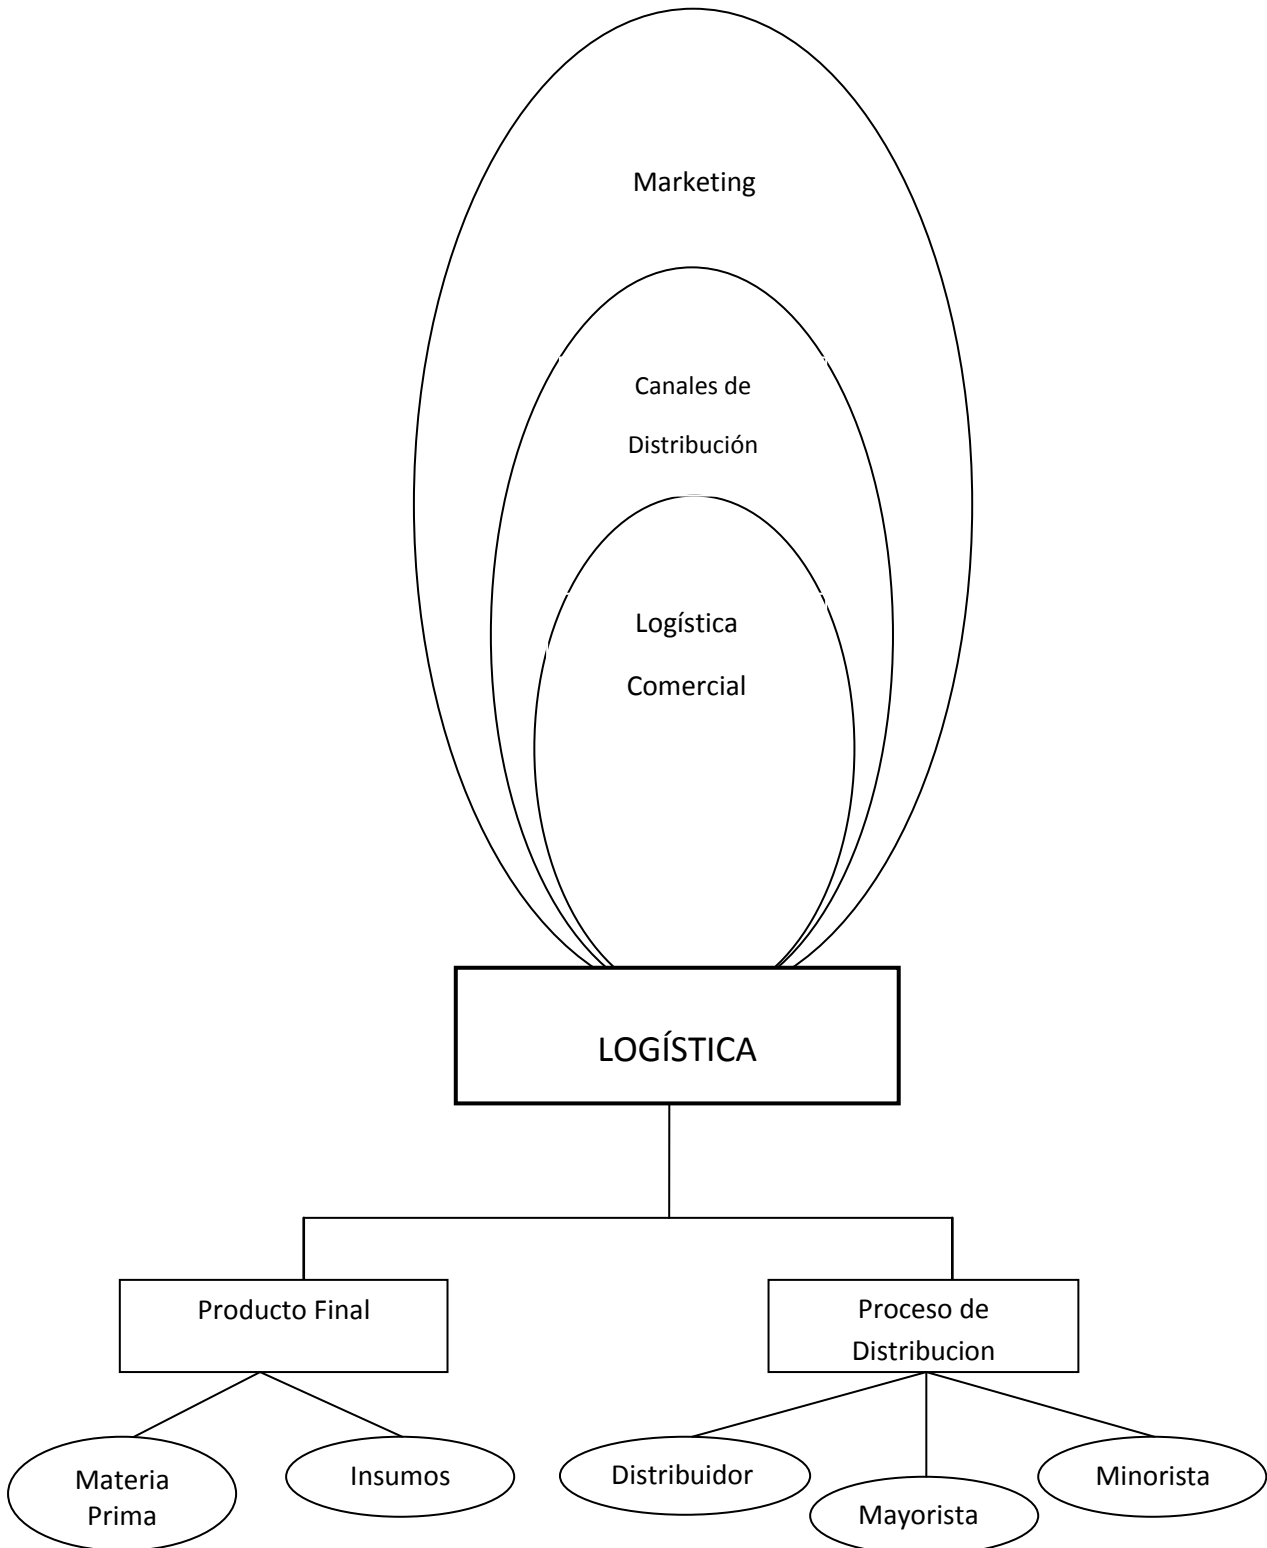 Marketing
Canales de
Distribución
Logística
Comercial
LOGÍSTICA
Producto Final
Proceso de
Distribucion
Materia
Prima
Insumos
Distribuidor
Mayorista
Minorista